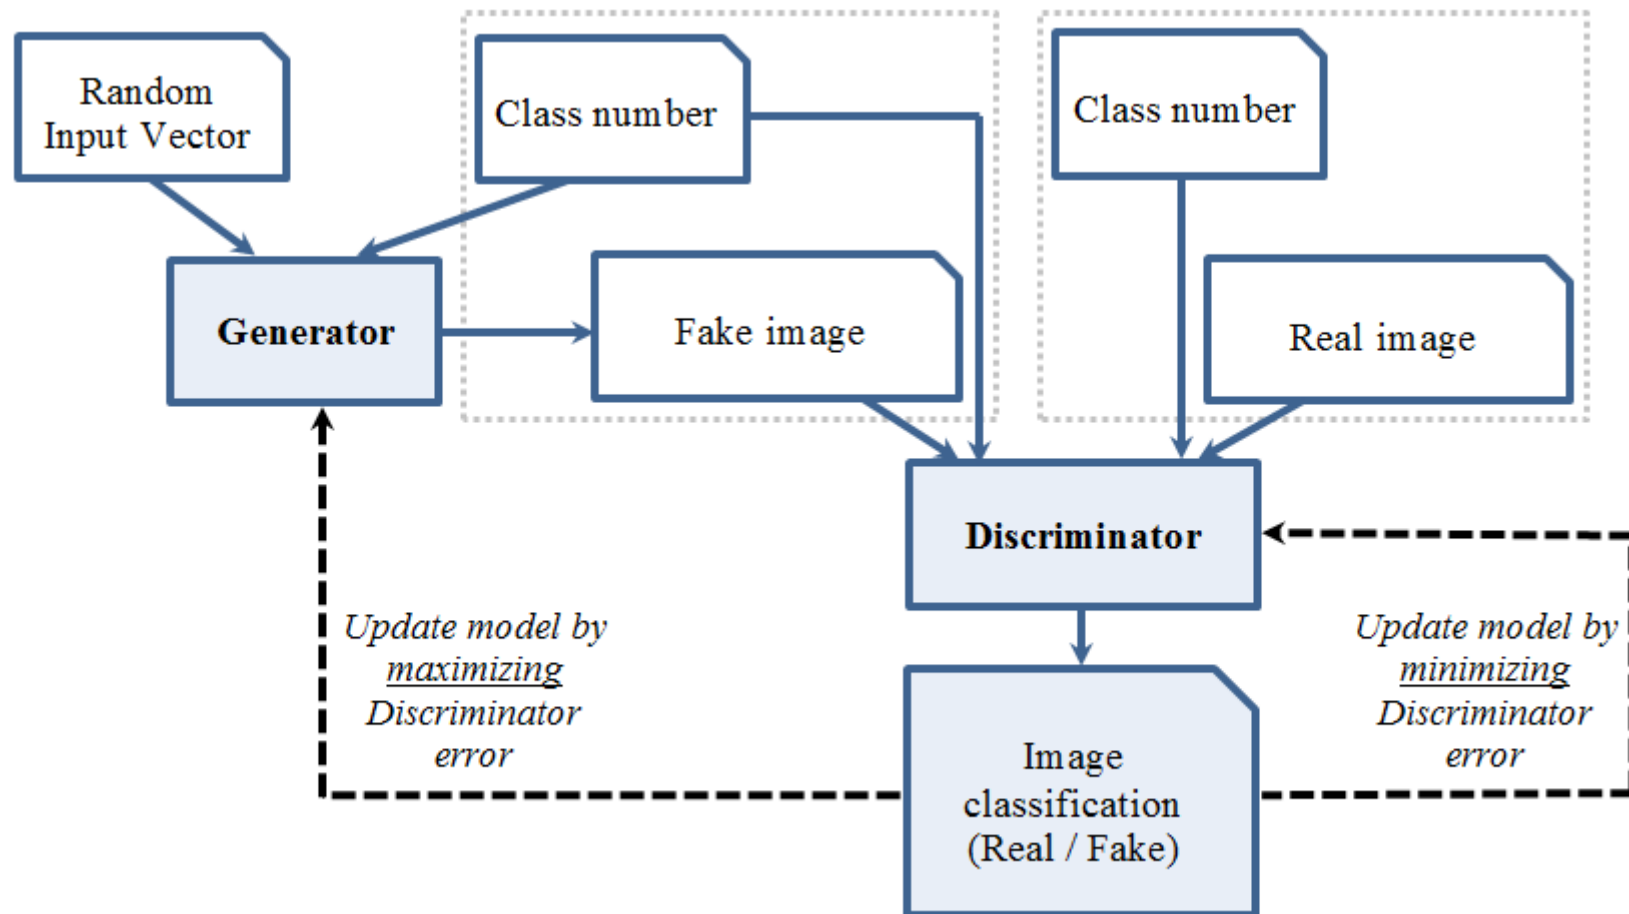 Random
Input Vector
Class number
Class number
Generator
Fake image
Real image
Discriminator
Update model by
maximizing
Discriminator
error
Update model by
minimizing
Discriminator
error
Image
classification
(Real / Fake)